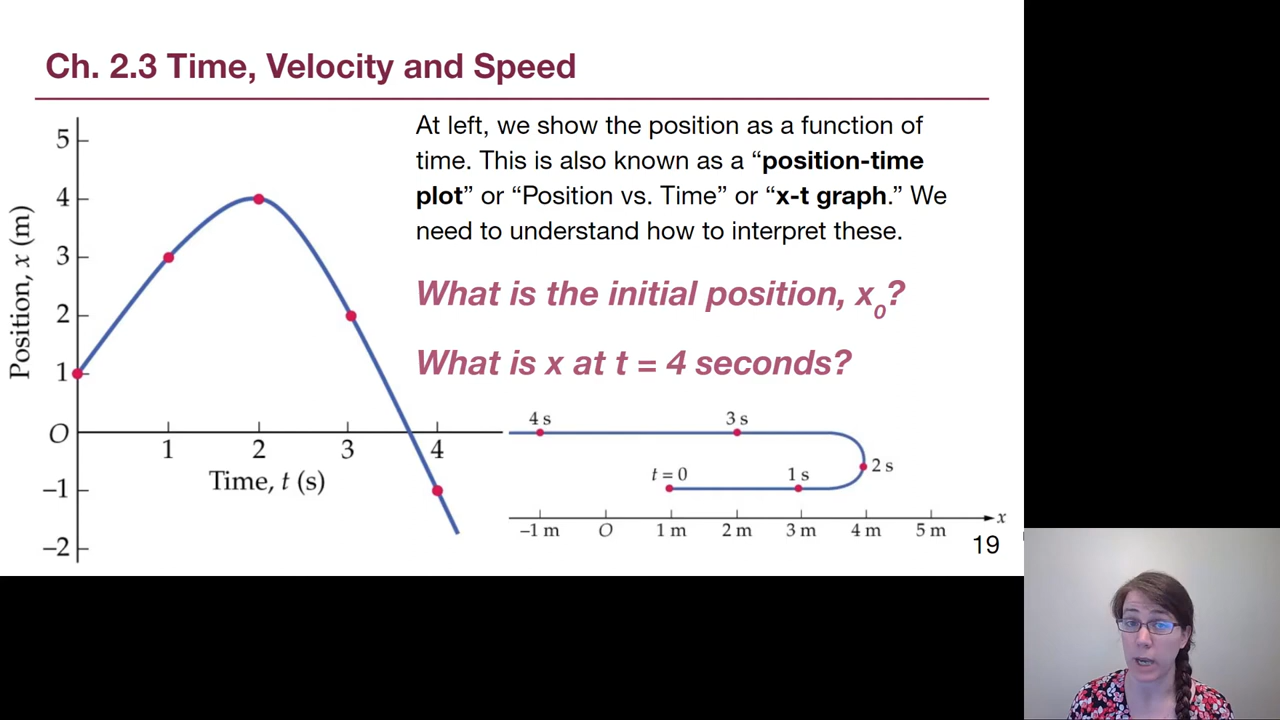 Ch. 2.3 Time, Velocity and Speed
At left, we show the position as a function of
time. This is also known as a “position-time
plot” or “Position vs. Time” or “x-t graph.” We
need to understand how to interpret these.
What is the initial position, x0?
What is x at t = 4 seconds?
Position, x (m)
5
4
3
2
1
O
–1
–2
1 2 3 4
Time, t (s)
4 s 3 s
2 s
t = 0 1 s
–1 m O 1 m 2 m 3 m 4 m 5 m x
19